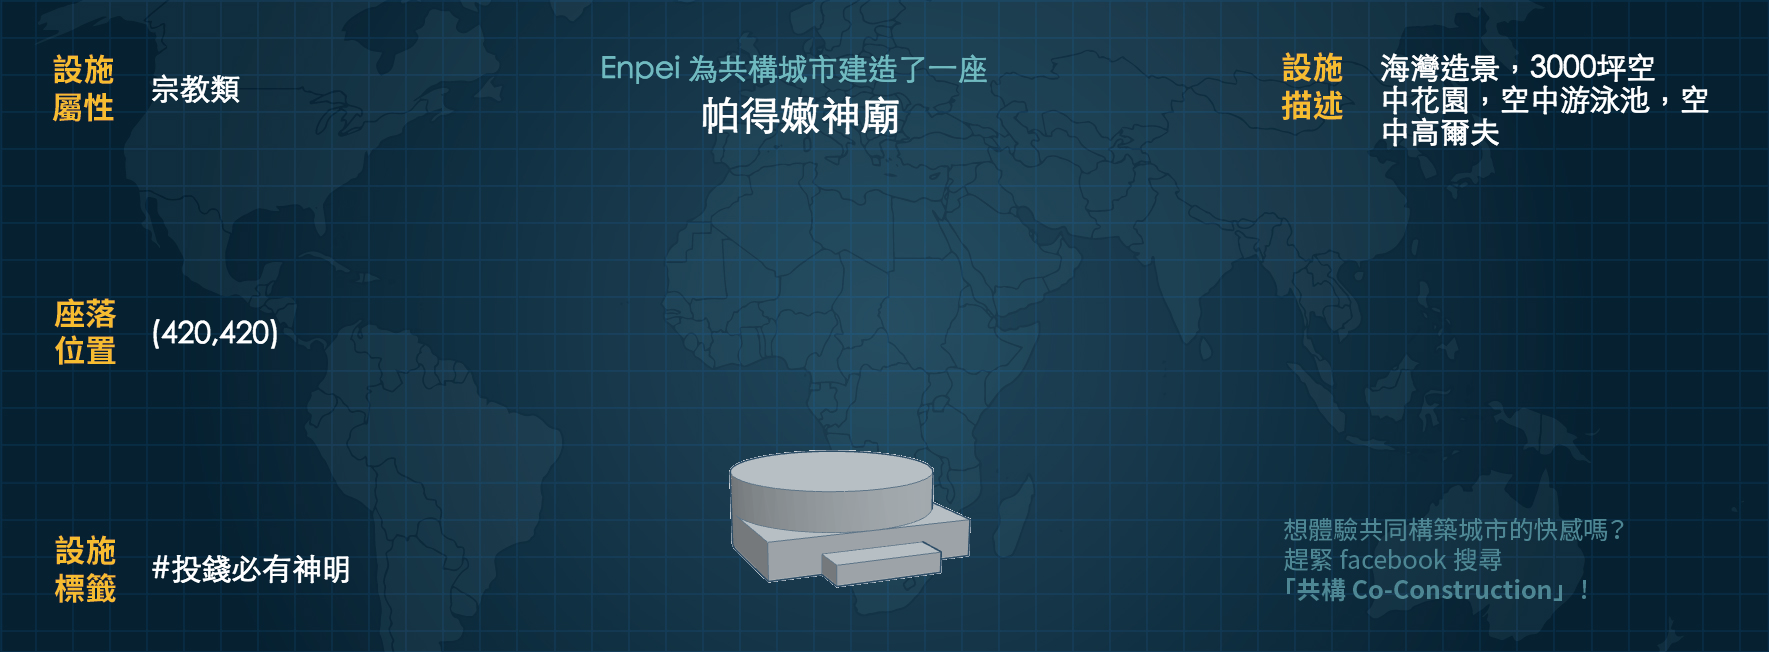 設施
屬性
宗教類
Enpei 為共構城市建造了一座
帕得嫩神廟
設施
描述
海灣造景，3000坪空
中花園，空中游泳池，空
中高爾夫
座落
位置
(420,420)
設施
標籤
#投錢必有神明
想體驗共同構築城市的快感嗎?
趕緊 facebook 搜尋
「共構 Co-Construction」!